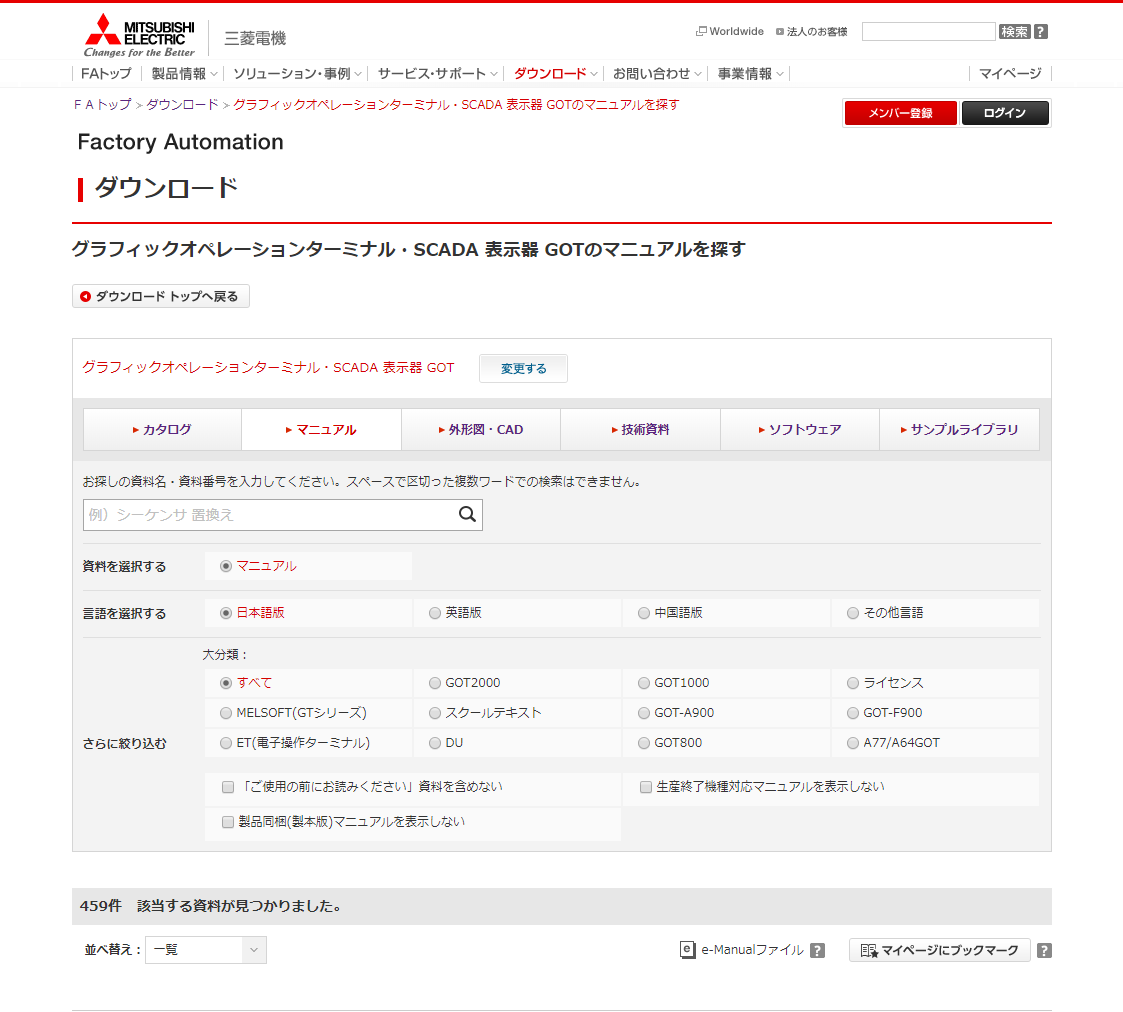 MITSUBISHI ELECTRIC
Changes for the Better
三菱電機
Worldwide 法人のお客様 検索 ?
FAトップ 製品情報 ソリューション・事例 サービス・サポート ダウンロード お問い合わせ 事業情報 マイページ
ＦＡトップ > ダウンロード > グラフィックオペレーションターミナル・SCADA 表示器 GOTのマニュアルを探す
メンバー登録 ログイン
Factory Automation
ダウンロード
グラフィックオペレーションターミナル・SCADA 表示器 GOTのマニュアルを探す
ダウンロード トップへ戻る
グラフィックオペレーションターミナル・SCADA 表示器 GOT 変更する
カタログ マニュアル 外形図・CAD 技術資料 ソフトウェア サンプルライブラリ
お探しの資料名・資料番号を入力してください。スペースで区切った複数ワードでの検索はできません。
例）シーケンサ 置換え
資料を選択する マニュアル
言語を選択する 日本語版 英語版 中国語版 その他言語
大分類：
すべて GOT2000 GOT1000 ライセンス
MELSOFT(GTシリーズ) スクールテキスト GOT-A900 GOT-F900
さらに絞り込む ET(電子操作ターミナル) DU GOT800 A77/A64GOT
「ご使用の前にお読みください」資料を含めない 生産終了機種対応マニュアルを表示しない
製品同梱(製本版)マニュアルを表示しない
459件 該当する資料が見つかりました。
並べ替え： 一覧 e-Manualファイル ? マイページにブックマーク ?